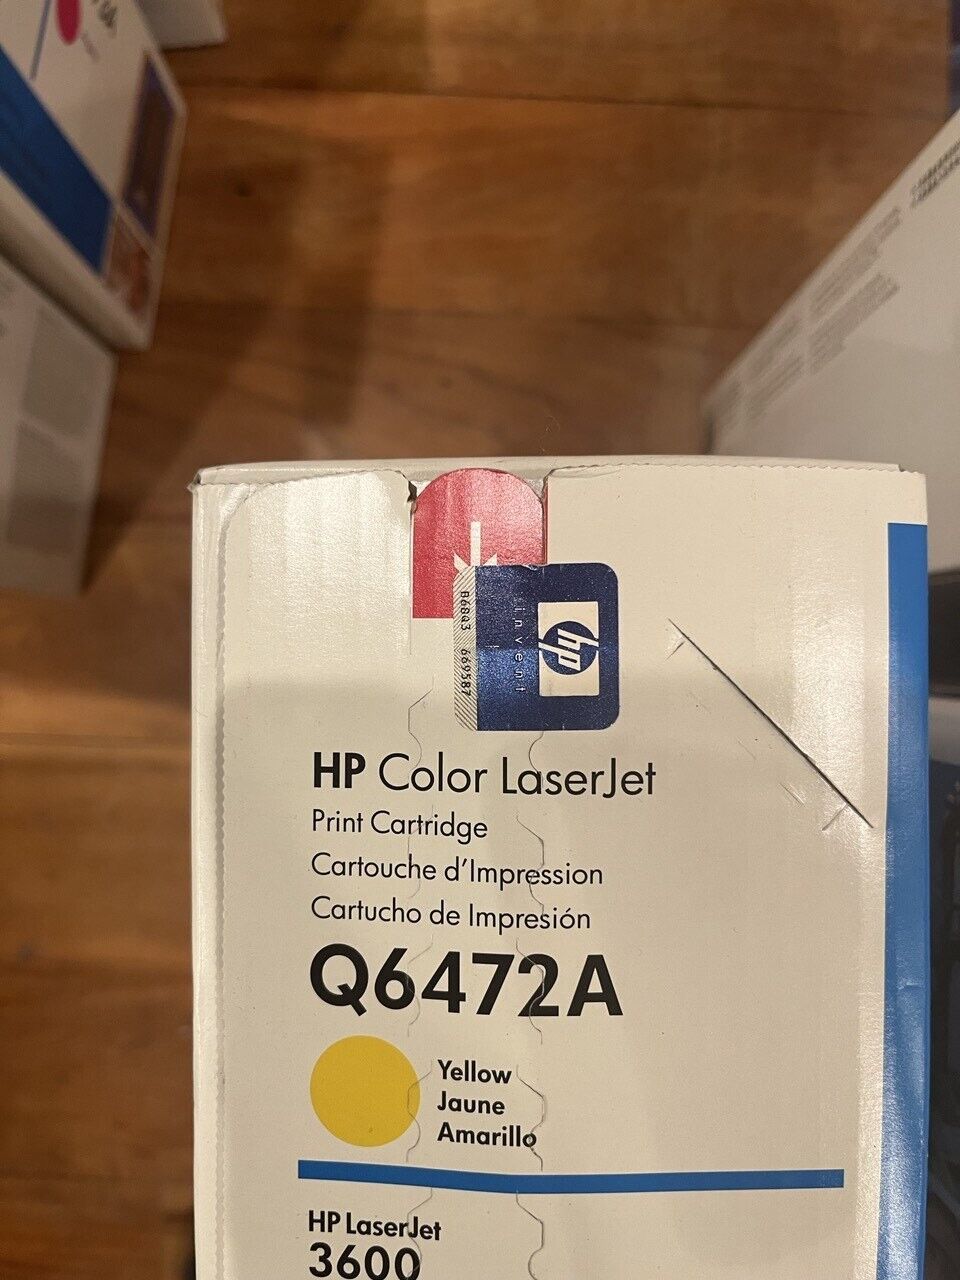 B6BQ3 669587
invent
hp
HP Color LaserJet
Print Cartridge
Cartouche d'Impression
Cartucho de Impresión
Q6472A
Yellow
Jaune
Amarillo
HP LaserJet
3600